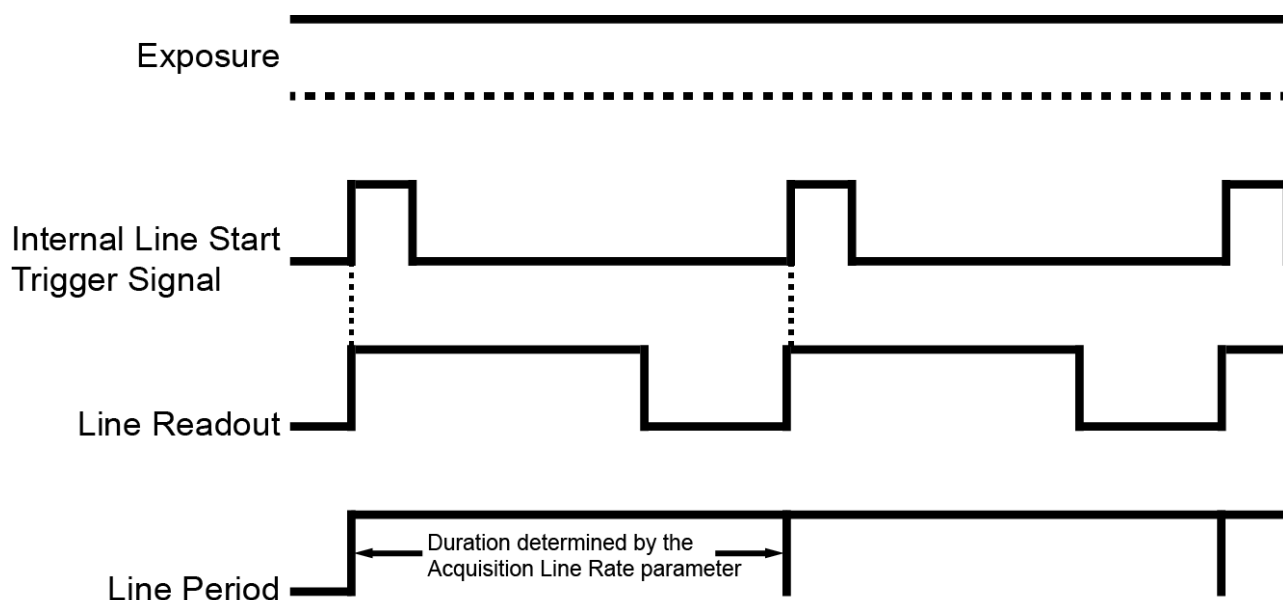 Exposure
Internal Line Start
Trigger Signal
Line Readout
Duration determined by the
Acquisition Line Rate parameter
Line Period